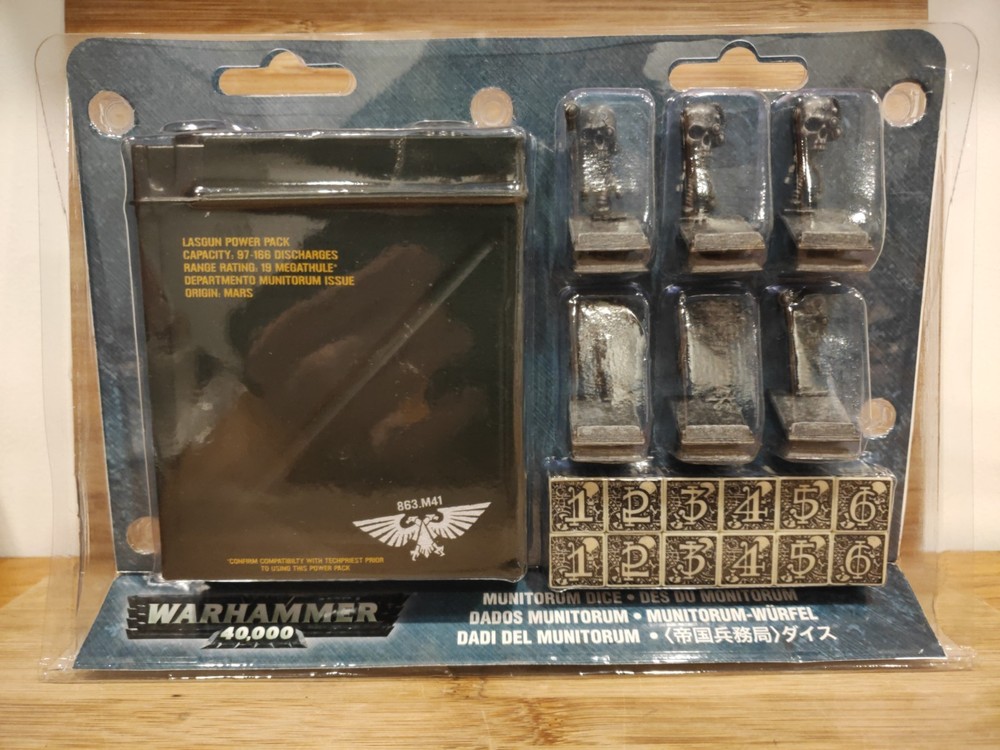 LASGUN POWER PACK
CAPACITY: 97-166 DISCHARGES
RANGE RATING: 19 MEGATHULE*
DEPARTMENTO MUNITORUM ISSUE
ORIGIN: MARS
863.M41
*CONFIRM COMPATIBILTY WITH TECHPRIEST PRIOR
TO USING THIS POWER PACK
1 2 3 4 5 6
1 2 3 4 5 6
WARHAMMER
40,000
MUNITORUM DICE • DÉS DU MUNITORUM
DADOS MUNITORUM • MUNITORUM-WÜRFEL
DADI DEL MUNITORUM • 〈帝国兵務局〉ダイス